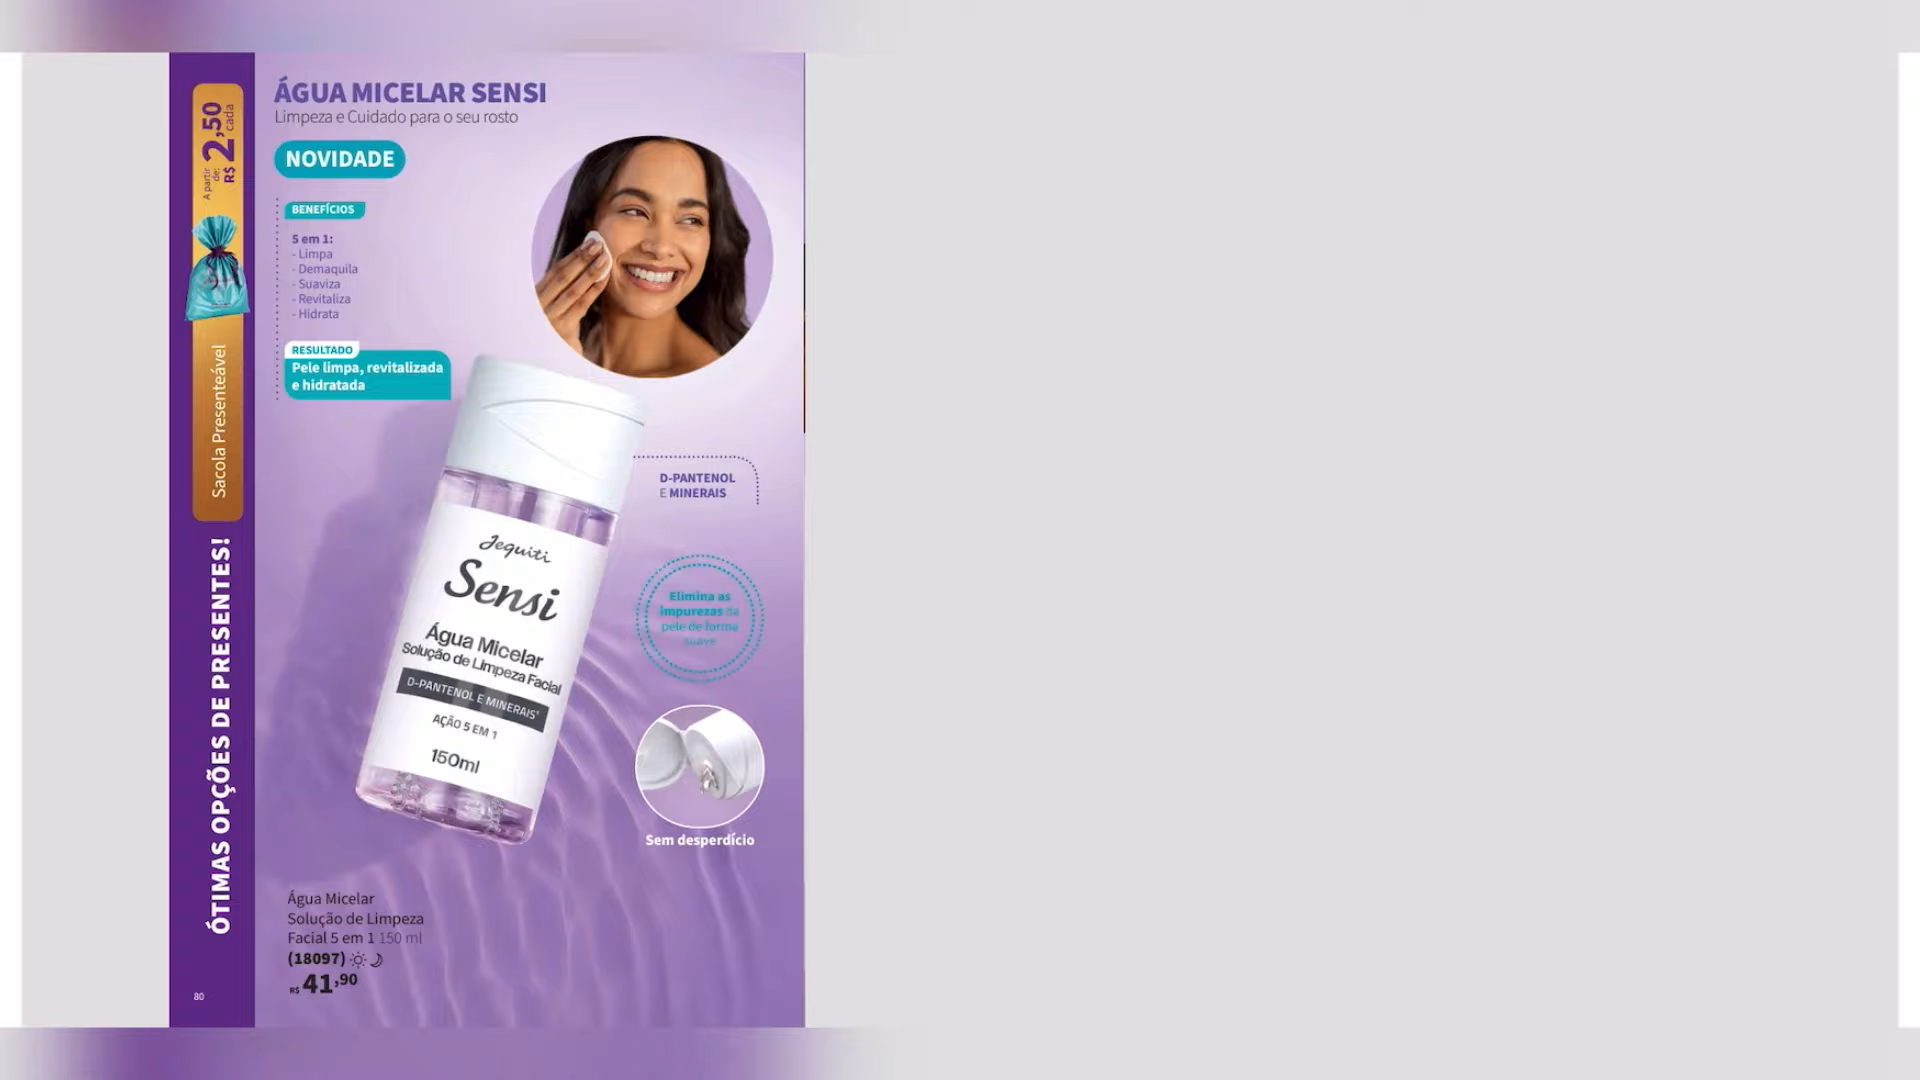 ÓTIMAS OPÇÕES DE PRESENTES!
Sacola Presenteável
A partir
de:
R$ 2,50
cada
ÁGUA MICELAR SENSI
Limpeza e Cuidado para o seu rosto
NOVIDADE
BENEFÍCIOS
5 em 1:
- Limpa
- Demaquila
- Suaviza
- Revitaliza
- Hidrata
RESULTADO
Pele limpa, revitalizada
e hidratada
D-PANTENOL
E MINERAIS
Jequiti
Sensi
Água Micelar
Solução de Limpeza Facial
D-PANTENOL E MINERAIS*
AÇÃO 5 EM 1
150ml
Elimina as
impurezas da
pele de forma
suave
Sem desperdício
Água Micelar
Solução de Limpeza
Facial 5 em 1 150 ml
(18097)
R$ 41,90
80